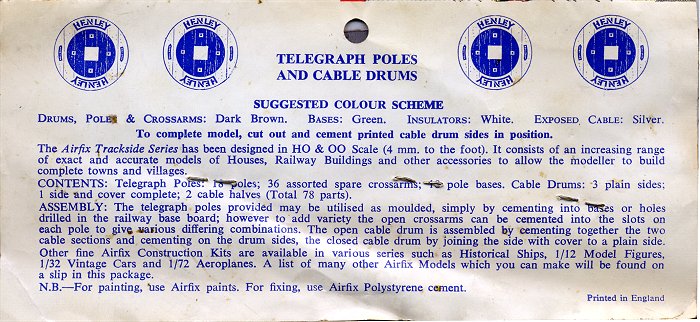 HENLEY HENLEY HENLEY HENLEY
HENLEY HENLEY HENLEY HENLEY
TELEGRAPH POLES
AND CABLE DRUMS
SUGGESTED COLOUR SCHEME
DRUMS, POLES & CROSSARMS: Dark Brown. BASES: Green. INSULATORS: White. EXPOSED CABLE: Silver.
To complete model, cut out and cement printed cable drum sides in position.
The Airfix Trackside Series has been designed in HO & OO Scale (4 mm. to the foot). It consists of an increasing range
of exact and accurate models of Houses, Railway Buildings and other accessories to allow the modeller to build
complete towns and villages.
CONTENTS: Telegraph Poles: 18 poles; 36 assorted spare crossarms; pole bases. Cable Drums: 3 plain sides;
1 side and cover complete; 2 cable halves (Total 78 parts).
ASSEMBLY: The telegraph poles provided may be utilised as moulded, simply by cementing into bases or holes
drilled in the railway base board; however to add variety the open crossarms can be cemented into the slots on
each pole to give various differing combinations. The open cable drum is assembled by cementing together the two
cable sections and cementing on the drum sides, the closed cable drum by joining the side with cover to a plain side.
Other fine Airfix Construction Kits are available in various series such as Historical Ships, 1/12 Model Figures,
1/32 Vintage Cars and 1/72 Aeroplanes. A list of many other Airfix Models which you can make will be found on
a slip in this package.
N.B.—For painting, use Airfix paints. For fixing, use Airfix Polystyrene cement.
Printed in England